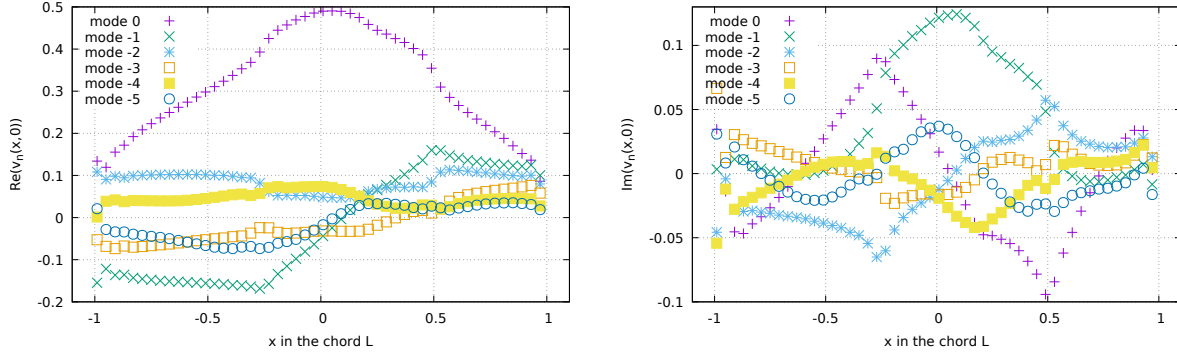 Re(vn(x,0))
0.5
0.4
0.3
0.2
0.1
0
-0.1
-0.2
mode 0
mode -1
mode -2
mode -3
mode -4
mode -5
-1
-0.5
0
0.5
1
x in the chord L
Im(vn(x,0))
0.1
0.05
0
-0.05
-0.1
mode 0
mode -1
mode -2
mode -3
mode -4
mode -5
-1
-0.5
0
0.5
1
x in the chord L